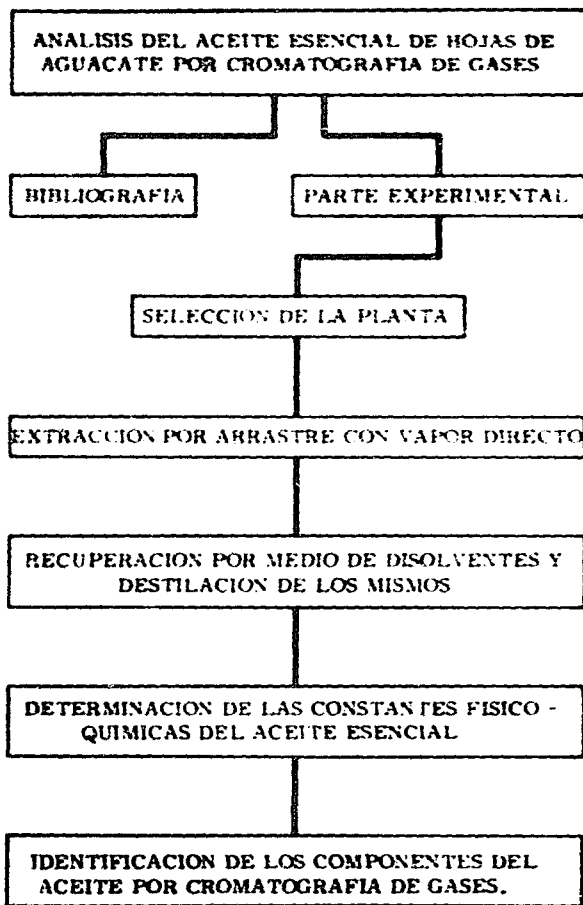 ANALISIS DEL ACEITE ESENCIAL DE HOJAS DE
AGUACATE POR CROMATOGRAFIA DE GASES
BIBLIOGRAFIA
PARTE EXPERIMENTAL
SELECCION DE LA PLANTA
EXTRACCION POR ARRASTRE CON VAPOR DIRECTO
RECUPERACION POR MEDIO DE DISOLVENTES Y
DESTILACION DE LOS MISMOS
DETERMINACION DE LAS CONSTANTES FISICO -
QUIMICAS DEL ACEITE ESENCIAL
IDENTIFICACION DE LOS COMPONENTES DEL
ACEITE POR CROMATOGRAFIA DE GASES.